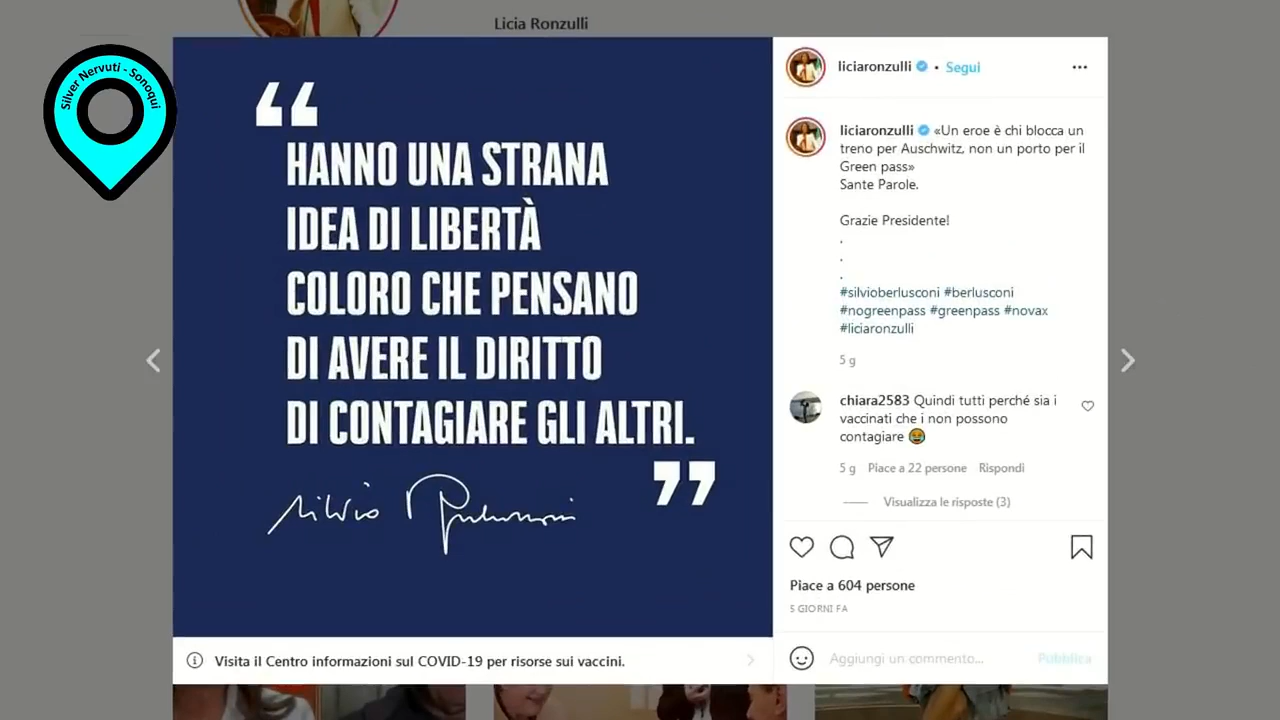 Licia Ronzulli
Silver Nervuti - Sonoqui
“
HANNO UNA STRANA
IDEA DI LIBERTÀ
COLORO CHE PENSANO
DI AVERE IL DIRITTO
DI CONTAGIARE GLI ALTRI.
”
Silvio Berlusconi
Visita il Centro informazioni sul COVID-19 per risorse sui vaccini.
liciaronzulli • Segui
liciaronzulli «Un eroe è chi blocca un
treno per Auschwitz, non un porto per il
Green pass»
Sante Parole.
Grazie Presidente!
.
.
.
#silvioberlusconi #berlusconi
#nogreenpass #greenpass #novax
#liciaronzulli
5 g
chiara2583 Quindi tutti perché sia i
vaccinati che i non possono
contagiare 😂
5 g Piace a 22 persone Rispondi
Visualizza le risposte (3)
Piace a 604 persone
5 GIORNI FA
Aggiungi un commento... Pubblica